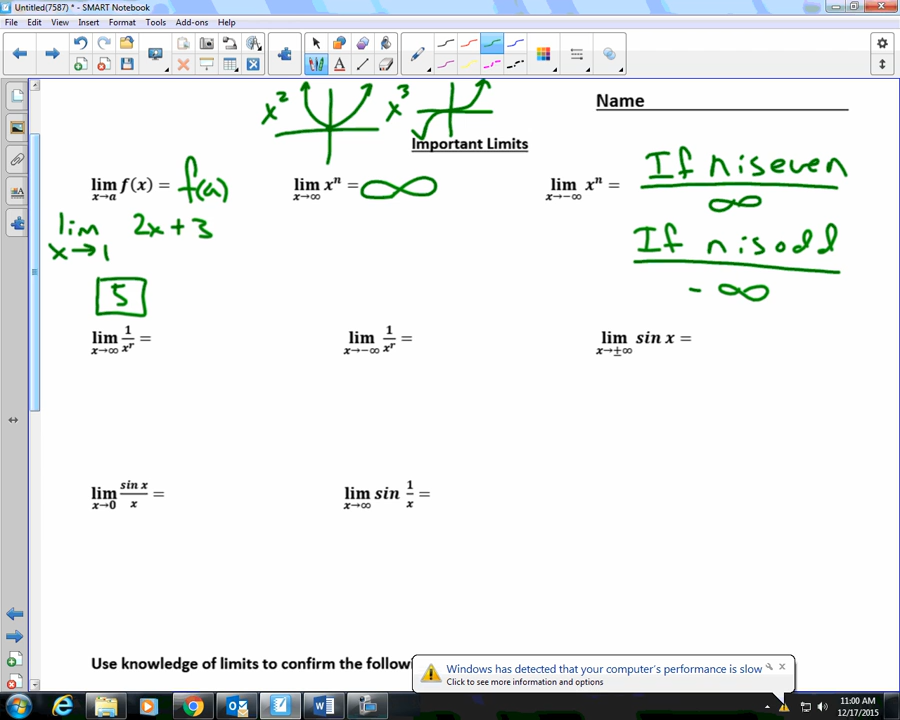 Untitled(7587) * - SMART Notebook
File Edit View Insert Format Tools Add-ons Help
x² x³
Name
Important Limits
lim x→a f(x) = f(a)
lim x→∞ xⁿ = ∞
lim x→-∞ xⁿ = If n is even
∞
lim x→1 2x+3
If n is odd
-∞
5
lim x→∞ 1/xʳ =
lim x→-∞ 1/xʳ =
lim x→±∞ sin x =
lim x→0 sin x/x =
lim x→∞ sin 1/x =
Use knowledge of limits to confirm the follow
Windows has detected that your computer's performance is slow
Click to see more information and options
11:00 AM
12/17/2015